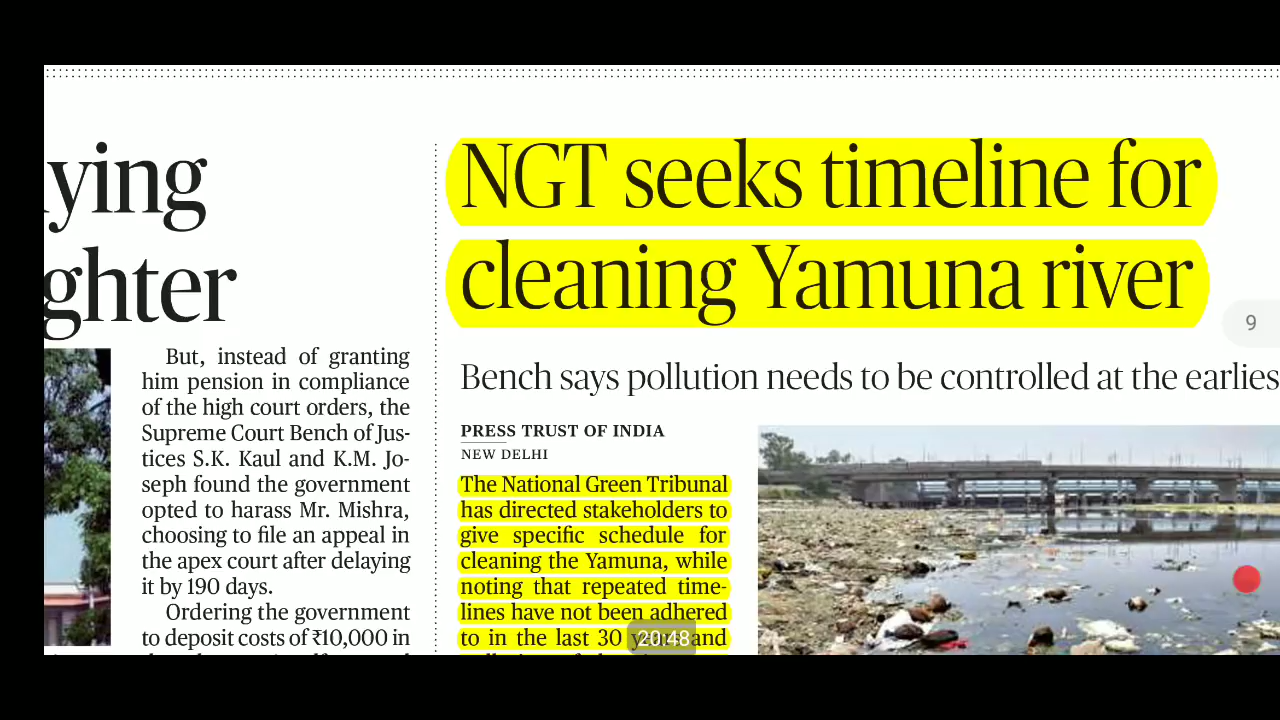 ying
ghter
But, instead of granting
him pension in compliance
of the high court orders, the
Supreme Court Bench of Jus-
tices S.K. Kaul and K.M. Jo-
seph found the government
opted to harass Mr. Mishra,
choosing to file an appeal in
the apex court after delaying
it by 190 days.
Ordering the government
to deposit costs of ₹10,000 in
NGT seeks timeline for
cleaning Yamuna river
Bench says pollution needs to be controlled at the earlies
PRESS TRUST OF INDIA
NEW DELHI
The National Green Tribunal
has directed stakeholders to
give specific schedule for
cleaning the Yamuna, while
noting that repeated time-
lines have not been adhered
to in the last 30 and
20:48
9